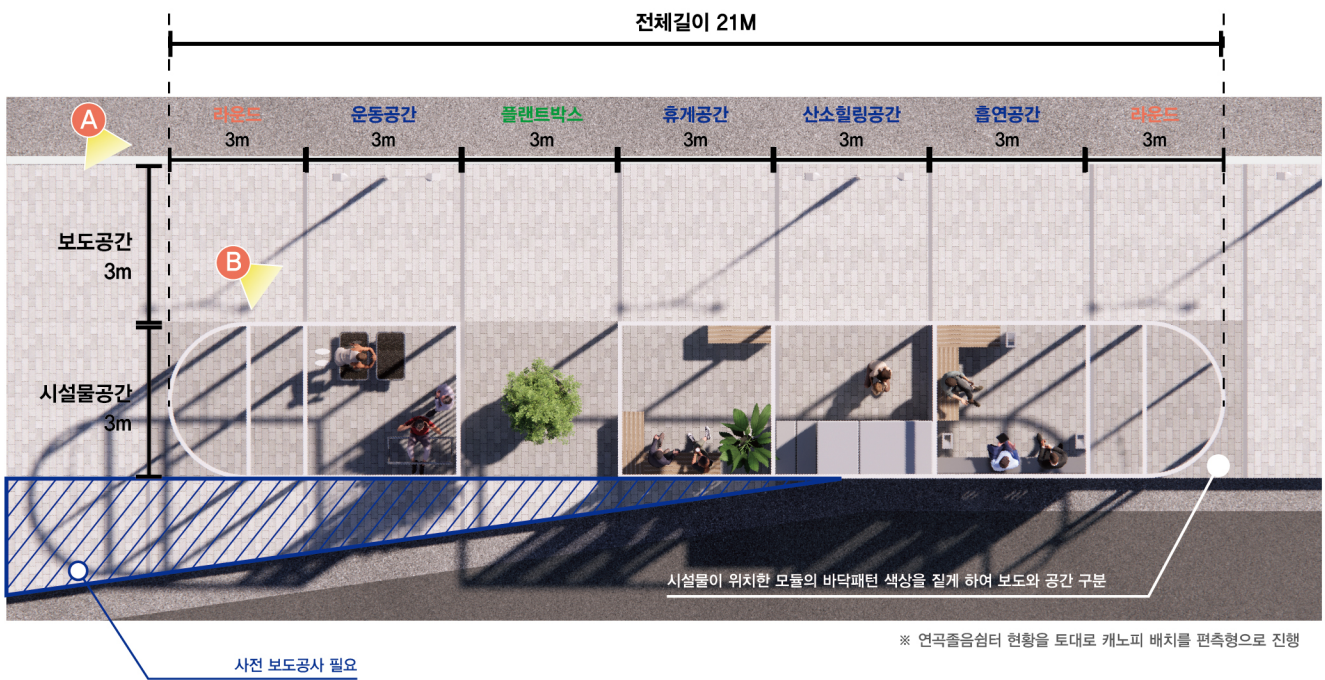 전체길이 21M
라운드
3m
운동공간
3m
플랜트박스
3m
휴게공간
3m
산소힐링공간
3m
흡연공간
3m
라운드
3m
A
보도공간
3m
B
시설물공간
3m
시설물이 위치한 모듈의 바닥패턴 색상을 짙게 하여 보도와 공간 구분
※ 연곡졸음쉼터 현황을 토대로 캐노피 배치를 편측형으로 진행
사전 보도공사 필요